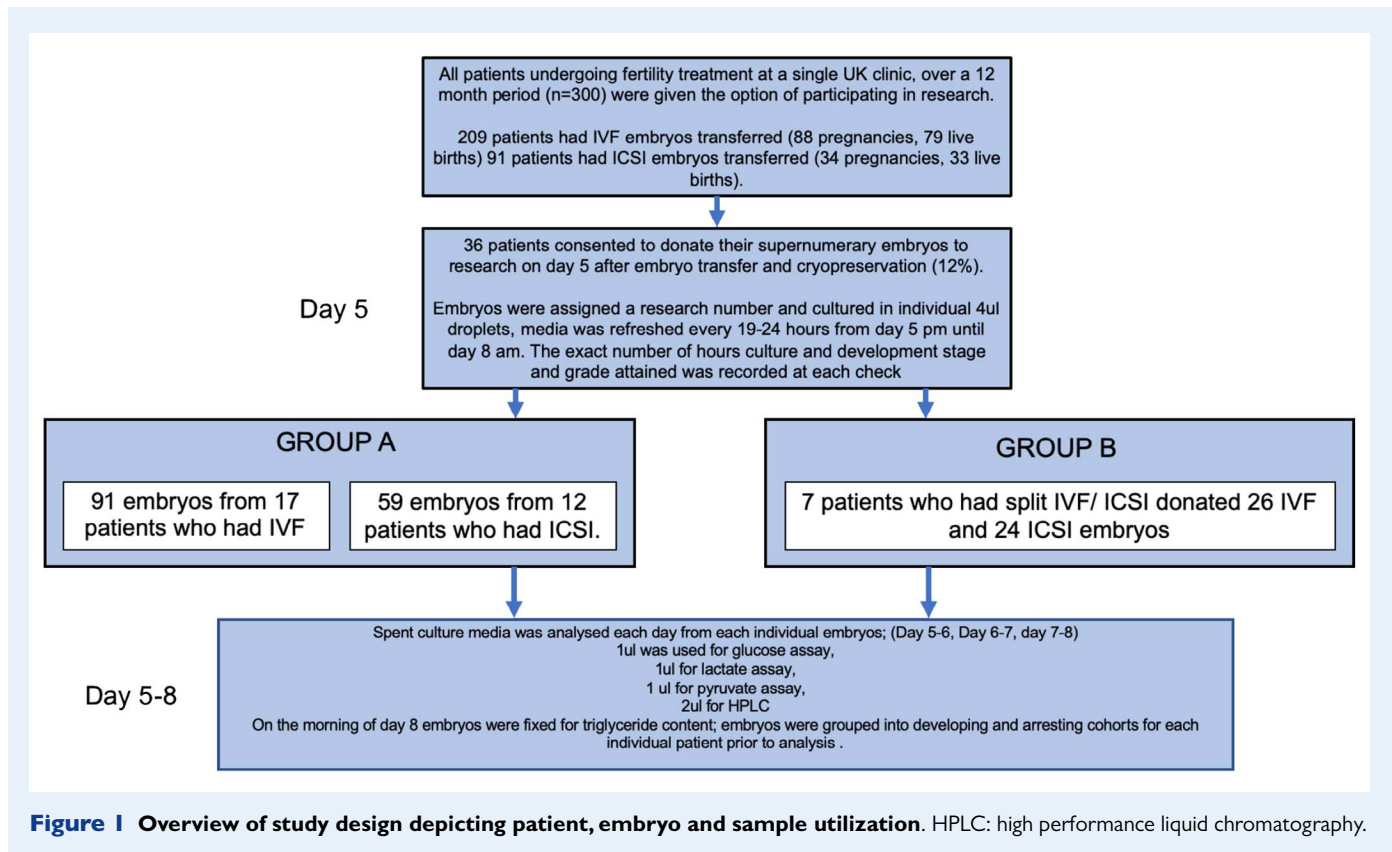 All patients undergoing fertility treatment at a single UK clinic, over a 12
month period (n=300) were given the option of participating in research.
209 patients had IVF embryos transferred (88 pregnancies, 79 live
births) 91 patients had ICSI embryos transferred (34 pregnancies, 33 live
births).
Day 5
36 patients consented to donate their supernumerary embryos to
research on day 5 after embryo transfer and cryopreservation (12%).
Embryos were assigned a research number and cultured in individual 4ul
droplets, media was refreshed every 19-24 hours from day 5 pm until
day 8 am. The exact number of hours culture and development stage
and grade attained was recorded at each check
GROUP A
91 embryos from 17
patients who had IVF
59 embryos from 12
patients who had ICSI.
GROUP B
7 patients who had split IVF/ ICSI donated 26 IVF
and 24 ICSI embryos
Day 5-8
Spent culture media was analysed each day from each individual embryos; (Day 5-6, Day 6-7, day 7-8)
1ul was used for glucose assay,
1ul for lactate assay,
1 ul for pyruvate assay,
2ul for HPLC
On the morning of day 8 embryos were fixed for triglyceride content; embryos were grouped into developing and arresting cohorts for each
individual patient prior to analysis .
Figure 1 Overview of study design depicting patient, embryo and sample utilization. HPLC: high performance liquid chromatography.